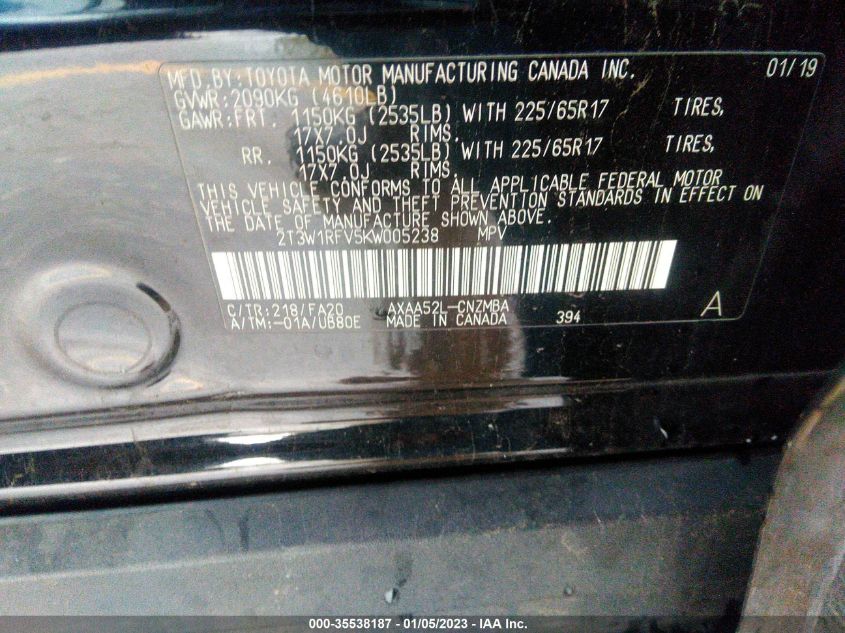 MFD.BY:TOYOTA MOTOR MANUFACTURING CANADA INC. 01/19
GVWR:2090KG (4610LB)
GAWR:FRT. 1150KG (2535LB) WITH 225/65R17 TIRES,
17X7.0J RIMS,
RR. 1150KG (2535LB) WITH 225/65R17 TIRES,
17X7.0J RIMS.
THIS VEHICLE CONFORMS TO ALL APPLICABLE FEDERAL MOTOR
VEHICLE SAFETY AND THEFT PREVENTION STANDARDS IN EFFECT ON
THE DATE OF MANUFACTURE SHOWN ABOVE.
2T3W1RFV5KW005238 MPV
C/TR:218/FA20 AXAA52L-CNZMBA A
A/TM:-01A/UB80E MADE IN CANADA 394
000-35538187 - 01/05/2023 - IAA Inc.